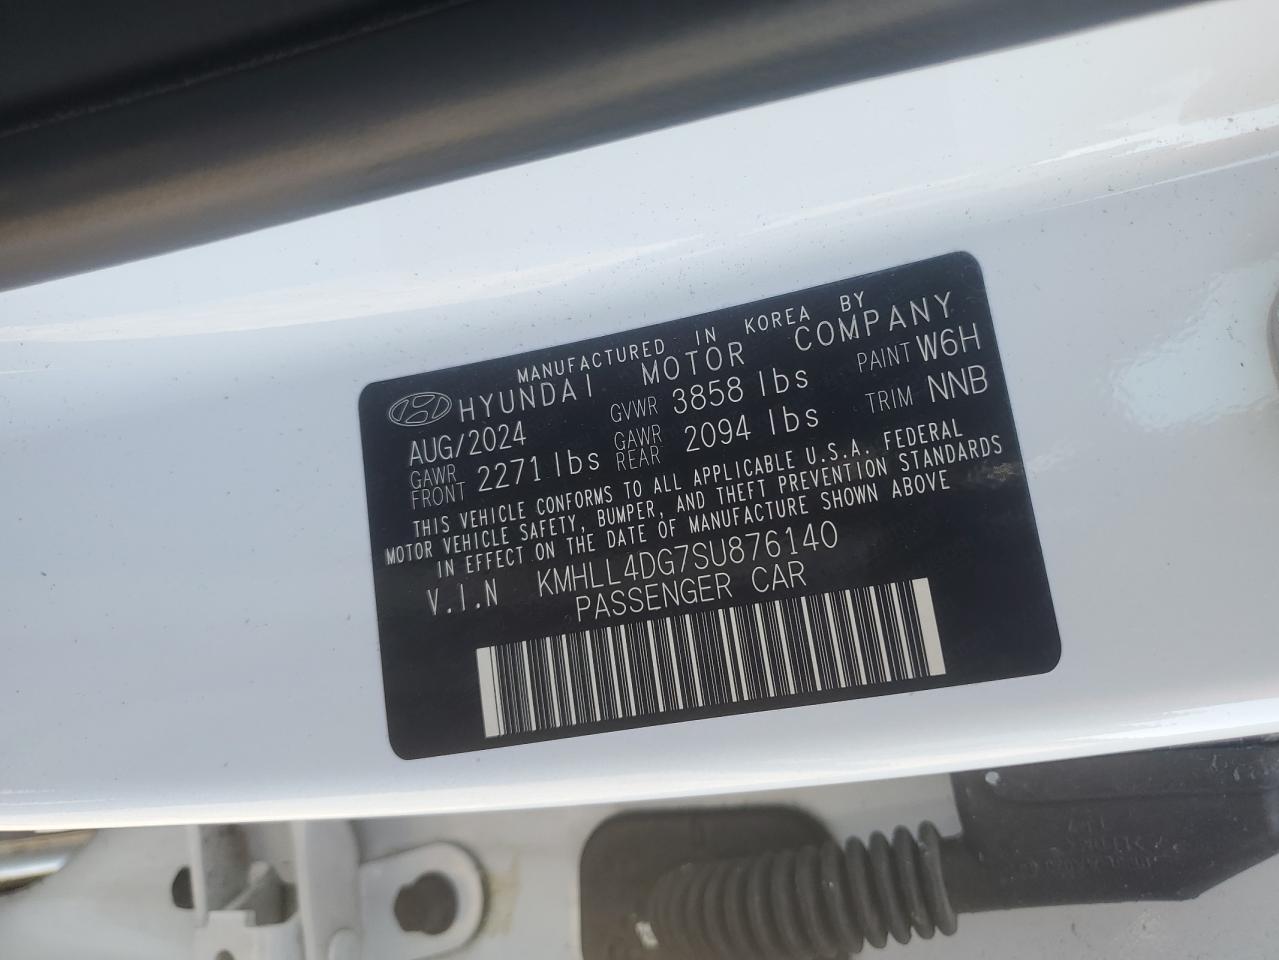 MANUFACTURED IN KOREA BY
HYUNDAI MOTOR COMPANY
AUG/2024 GVWR 3858 lbs PAINT W6H
GAWR FRONT 2271 lbs GAWR REAR 2094 lbs TRIM NNB
THIS VEHICLE CONFORMS TO ALL APPLICABLE U.S.A. FEDERAL
MOTOR VEHICLE SAFETY, BUMPER, AND THEFT PREVENTION STANDARDS
IN EFFECT ON THE DATE OF MANUFACTURE SHOWN ABOVE
V.I.N KMHLL4DG7SU876140
PASSENGER CAR